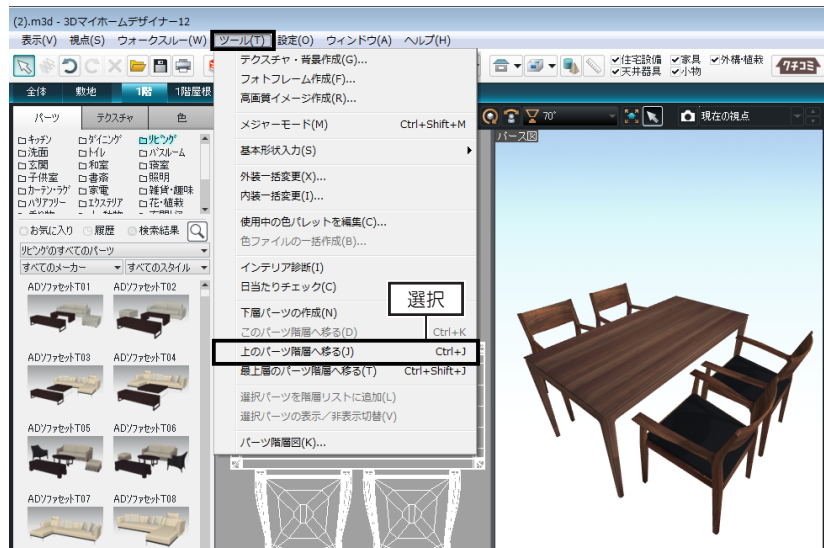 (2).m3d - 3Dマイホームデザイナー12
表示(V) 視点(S) ウォークスルー(W) ツール(T) 設定(O) ウィンドウ(A) ヘルプ(H)
住宅設備 家具 外構・植栽
天井器具 小物
クチコミ
全体 敷地 1階 1階屋根
70°
現在の視点
パース図
パーツ テクスチャ 色
キッチン ダイニング リビング
洗面 トイレ バスルーム
玄関 和室 寝室
子供室 書斎 照明
カーテン・ラグ 家電 雑貨・趣味
バリアフリー エクステリア 花・植栽
お気に入り 履歴 検索結果
リビングのすべてのパーツ
すべてのメーカー すべてのスタイル
ADソファセットT01 ADソファセットT02
ADソファセットT03 ADソファセットT04
ADソファセットT05 ADソファセットT06
ADソファセットT07 ADソファセットT08
テクスチャ・背景作成(G)...
フォトフレーム作成(F)...
高画質イメージ作成(R)...
メジャーモード(M) Ctrl+Shift+M
基本形状入力(S)
外装一括変更(X)...
内装一括変更(I)...
使用中の色パレットを編集(C)...
色ファイルの一括作成(B)...
インテリア診断(I)
日当たりチェック(C)
下層パーツの作成(N)
このパーツ階層へ移る(D) Ctrl+K
上のパーツ階層へ移る(J) Ctrl+J
最上層のパーツ階層へ移る(T) Ctrl+Shift+J
選択パーツを階層リストに追加(L)
選択パーツの表示／非表示切替(V)
パーツ階層図(K)...
選択